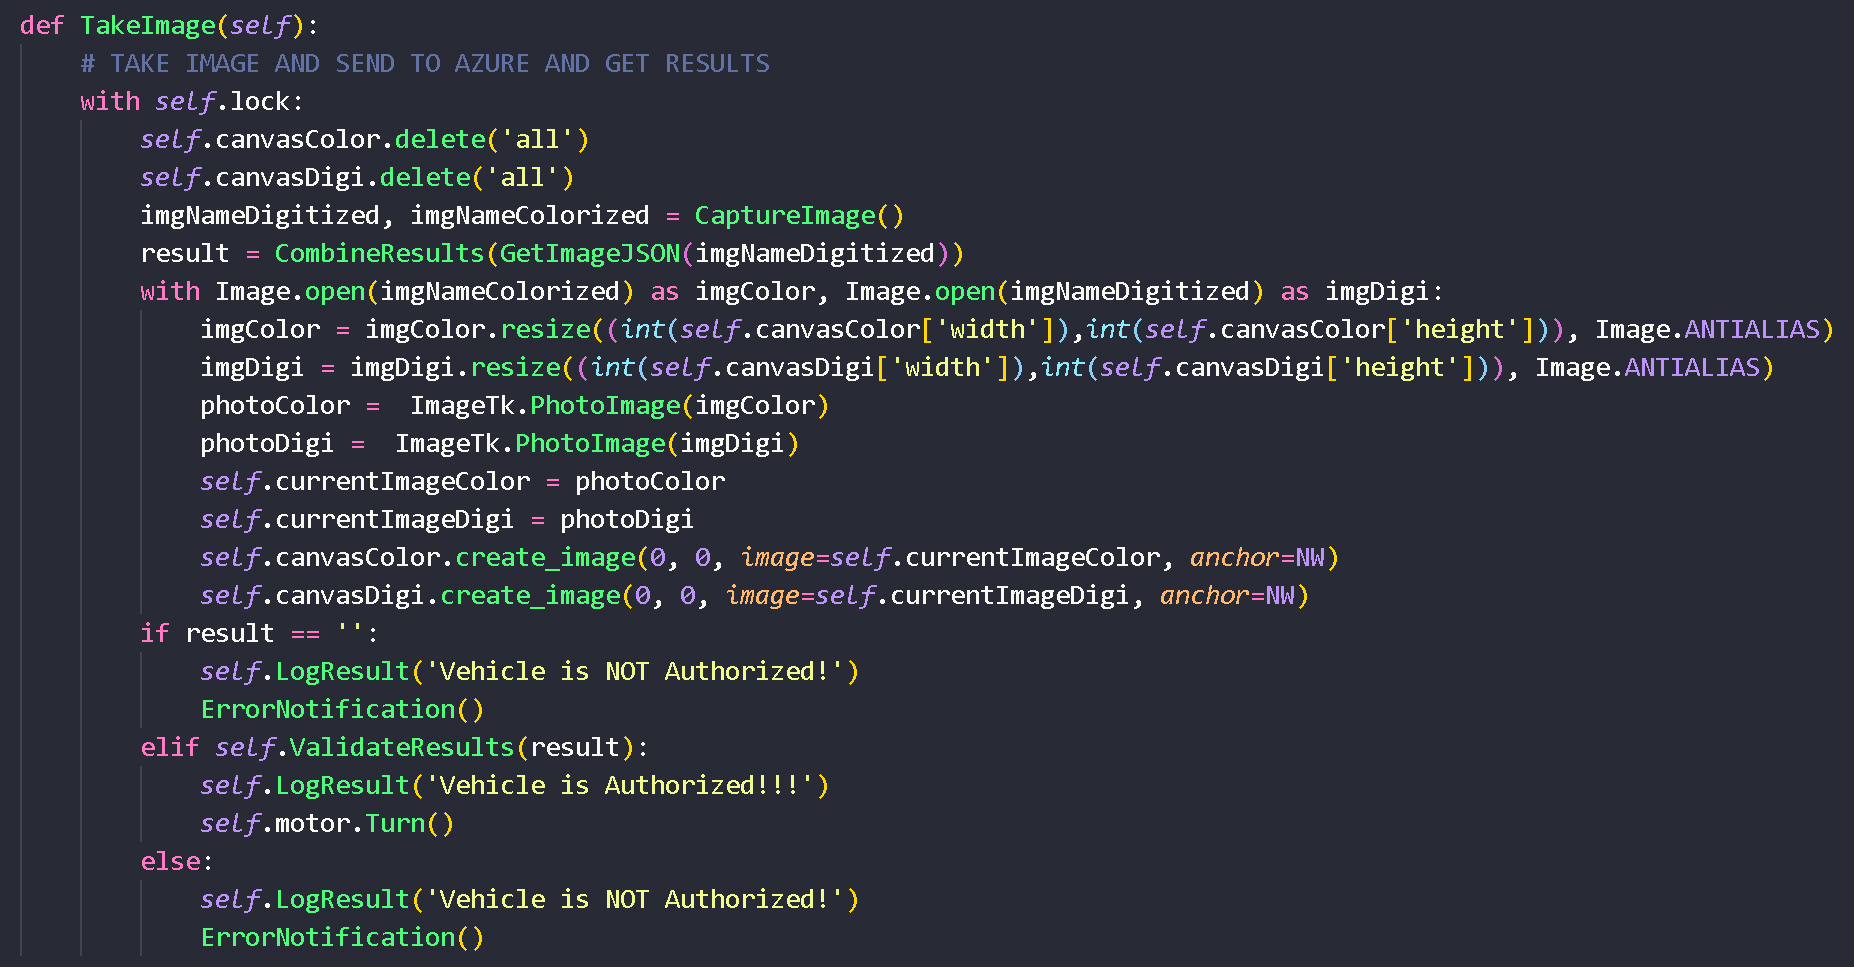 def TakeImage(self):
    # TAKE IMAGE AND SEND TO AZURE AND GET RESULTS
    with self.lock:
        self.canvasColor.delete('all')
        self.canvasDigi.delete('all')
        imgNameDigitized, imgNameColorized = CaptureImage()
        result = CombineResults(GetImageJSON(imgNameDigitized))
        with Image.open(imgNameColorized) as imgColor, Image.open(imgNameDigitized) as imgDigi:
            imgColor = imgColor.resize((int(self.canvasColor['width']),int(self.canvasColor['height'])), Image.ANTIALIAS)
            imgDigi = imgDigi.resize((int(self.canvasDigi['width']),int(self.canvasDigi['height'])), Image.ANTIALIAS)
            photoColor =  ImageTk.PhotoImage(imgColor)
            photoDigi =  ImageTk.PhotoImage(imgDigi)
            self.currentImageColor = photoColor
            self.currentImageDigi = photoDigi
            self.canvasColor.create_image(0, 0, image=self.currentImageColor, anchor=NW)
            self.canvasDigi.create_image(0, 0, image=self.currentImageDigi, anchor=NW)
        if result == '':
            self.LogResult('Vehicle is NOT Authorized!')
            ErrorNotification()
        elif self.ValidateResults(result):
            self.LogResult('Vehicle is Authorized!!!')
            self.motor.Turn()
        else:
            self.LogResult('Vehicle is NOT Authorized!')
            ErrorNotification()